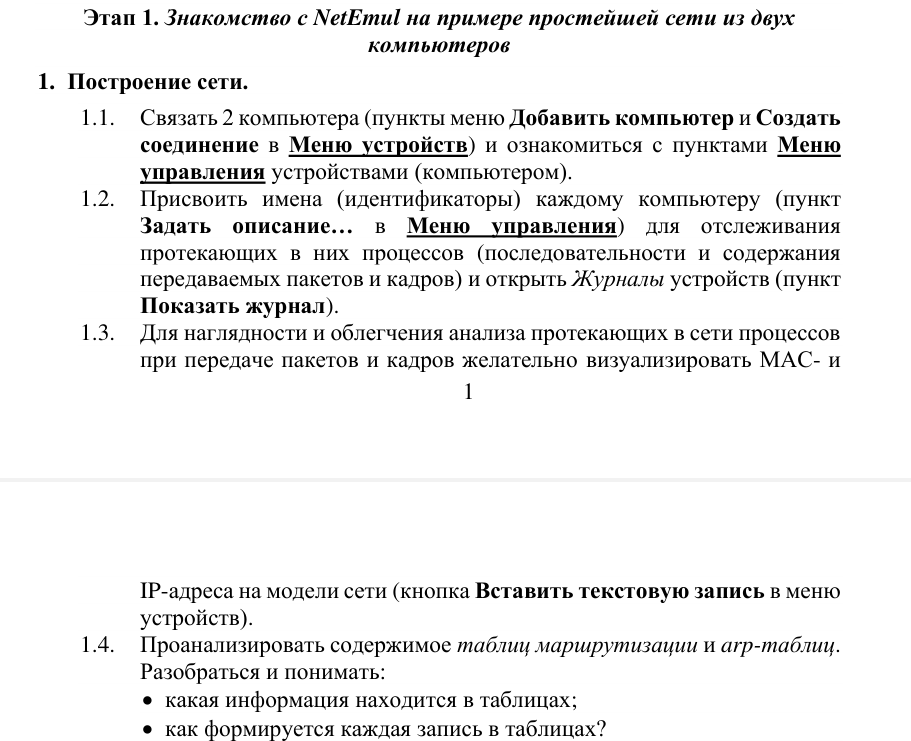 Этап 1. Знакомство с NetEmul на примере простейшей сети из двух
компьютеров
1. Построение сети.
1.1. Связать 2 компьютера (пункты меню Добавить компьютер и Создать
соединение в Меню устройств) и ознакомиться с пунктами Меню
управления устройствами (компьютером).
1.2. Присвоить имена (идентификаторы) каждому компьютеру (пункт
Задать описание… в Меню управления) для отслеживания
протекающих в них процессов (последовательности и содержания
передаваемых пакетов и кадров) и открыть Журналы устройств (пункт
Показать журнал).
1.3. Для наглядности и облегчения анализа протекающих в сети процессов
при передаче пакетов и кадров желательно визуализировать MAC- и
1
IP-адреса на модели сети (кнопка Вставить текстовую запись в меню
устройств).
1.4. Проанализировать содержимое таблиц маршрутизации и arp-таблиц.
Разобраться и понимать:
• какая информация находится в таблицах;
• как формируется каждая запись в таблицах?